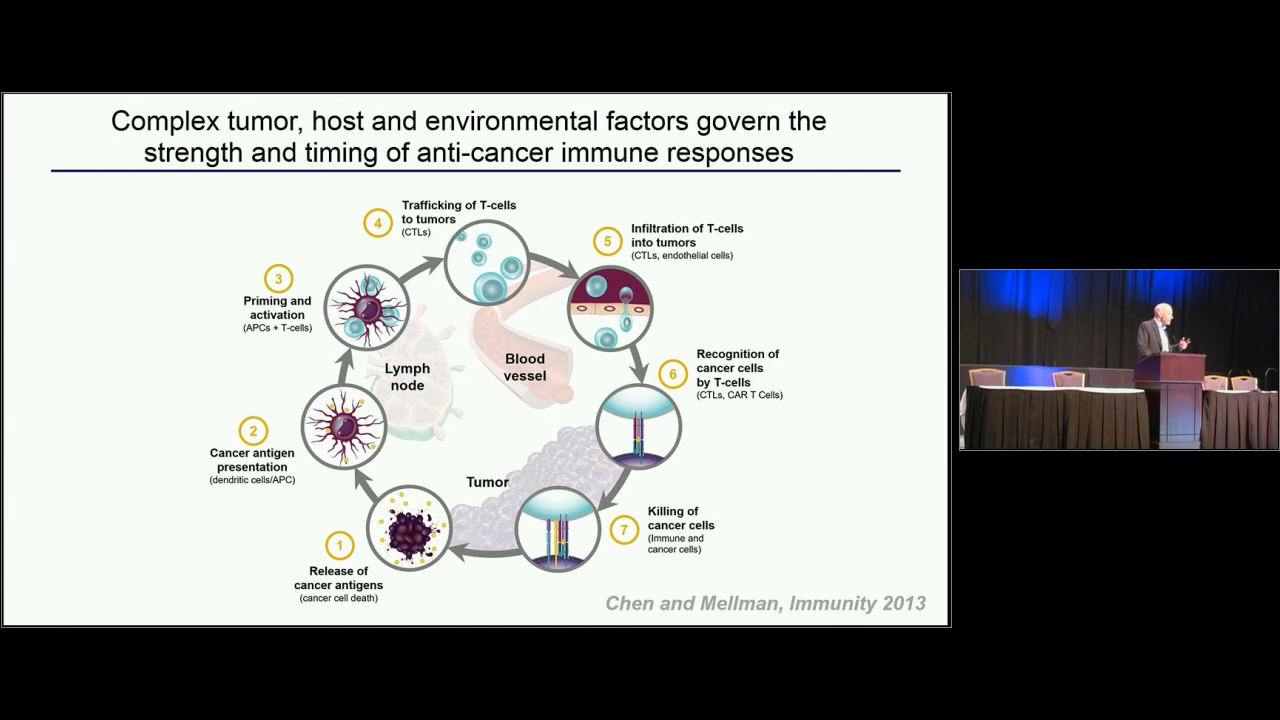 Complex tumor, host and environmental factors govern the
strength and timing of anti-cancer immune responses
4
Trafficking of T-cells
to tumors
(CTLs)
5
Infiltration of T-cells
into tumors
(CTLs, endothelial cells)
3
Priming and
activation
(APCs + T-cells)
Lymph
node
Blood
vessel
6
Recognition of
cancer cells
by T-cells
(CTLs, CAR T Cells)
2
Cancer antigen
presentation
(dendritic cells/APC)
Tumor
7
Killing of
cancer cells
(Immune and
cancer cells)
1
Release of
cancer antigens
(cancer cell death)
Chen and Mellman, Immunity 2013